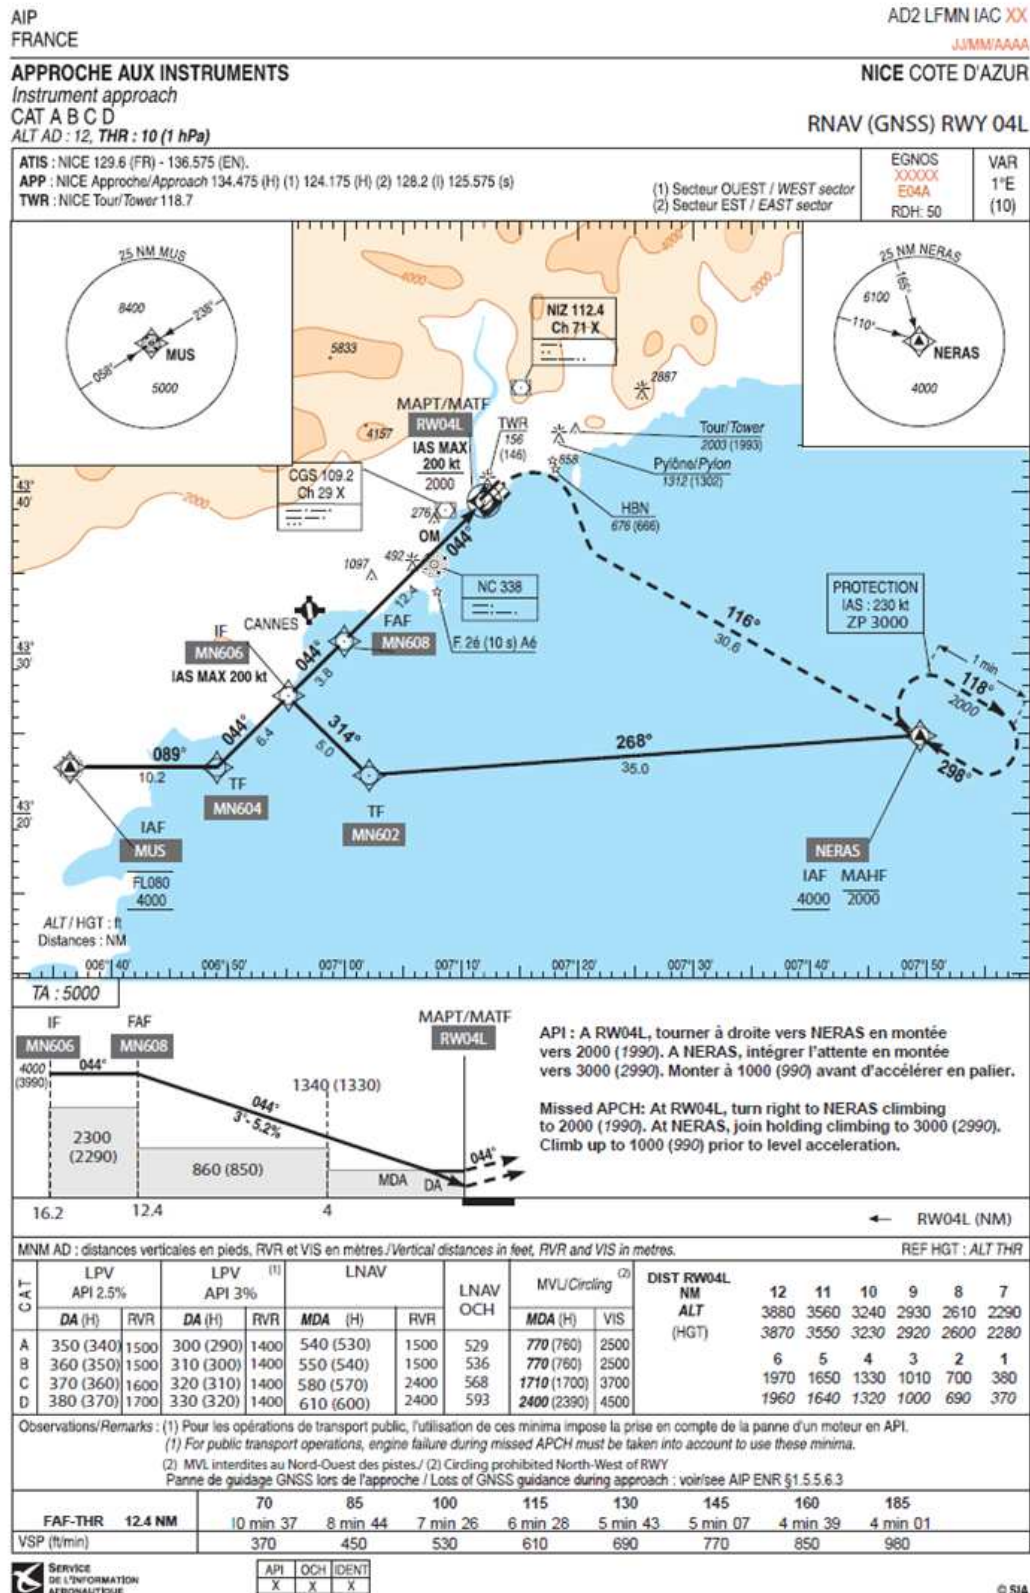 AIP
FRANCE
AD2 LFMN IAC XX
JJ/MM/AAAA
APPROCHE AUX INSTRUMENTS
Instrument approach
CAT A B C D
ALT AD : 12, THR : 10 (1 hPa)
NICE COTE D'AZUR
RNAV (GNSS) RWY 04L
ATIS : NICE 129.6 (FR) - 136.575 (EN).
APP : NICE Approche/Approach 134.475 (H) (1) 124.175 (H) (2) 128.2 (I) 125.575 (s)
TWR : NICE Tour/Tower 118.7
(1) Secteur OUEST / WEST sector
(2) Secteur EST / EAST sector
EGNOS
XXXXX
E04A
RDH: 50
VAR
1°E
(10)
25 NM MUS
8400
238°
MUS
058°
5000
25 NM NERAS
165°
6100
110°
NERAS
4000
4000
4000
2000
2000
NIZ 112.4
Ch 71 X
5833
2887
MAPT/MATF
RW04L
IAS MAX
200 kt
2000
4157
TWR
156
(146)
Tour/Tower
2003 (1993)
658
Pylône/Pylon
1312 (1302)
CGS 109.2
Ch 29 X
HBN
676 (666)
276
OM
044°
492
1097
NC 338
12.4
F. 26 (10 s) A6
CANNES
FAF
MN608
IF
MN606
IAS MAX 200 kt
044°
3.8
PROTECTION
IAS : 230 kt
ZP 3000
116°
30.6
1 min
118°
2000
298°
044°
6.4
314°
5.0
268°
35.0
089°
10.2
TF
MN604
TF
MN602
IAF
MUS
FL080
4000
NERAS
IAF MAHF
4000 2000
ALT / HGT : ft
Distances : NM
43°
40'
43°
30'
43°
20'
006°40' 006°50' 007°00' 007°10' 007°20' 007°30' 007°40' 007°50'
TA : 5000
IF
MN606
FAF
MN608
MAPT/MATF
RW04L
4000
(3990)
044°
1340 (1330)
044°
3°- 5.2%
2300
(2290)
860 (850)
MDA DA
044°
16.2 12.4 4
RW04L (NM)
API : A RW04L, tourner à droite vers NERAS en montée
vers 2000 (1990). A NERAS, intégrer l'attente en montée
vers 3000 (2990). Monter à 1000 (990) avant d'accélérer en palier.
Missed APCH: At RW04L, turn right to NERAS climbing
to 2000 (1990). At NERAS, join holding climbing to 3000 (2990).
Climb up to 1000 (990) prior to level acceleration.
MNM AD : distances verticales en pieds, RVR et VIS en mètres./Vertical distances in feet, RVR and VIS in metres.
REF HGT : ALT THR
CAT
LPV
API 2.5%
LPV (1)
API 3%
LNAV
LNAV
OCH
MVL/Circling (2)
DA (H) RVR DA (H) RVR MDA (H) RVR MDA (H) VIS
A 350 (340) 1500 300 (290) 1400 540 (530) 1500 529 770 (760) 2500
B 360 (350) 1500 310 (300) 1400 550 (540) 1500 536 770 (760) 2500
C 370 (360) 1600 320 (310) 1400 580 (570) 2400 568 1710 (1700) 3700
D 380 (370) 1700 330 (320) 1400 610 (600) 2400 593 2400 (2390) 4500
DIST RW04L
NM 12 11 10 9 8 7
ALT 3880 3560 3240 2930 2610 2290
(HGT) 3870 3550 3230 2920 2600 2280
6 5 4 3 2 1
1970 1650 1330 1010 700 380
1960 1640 1320 1000 690 370
Observations/Remarks : (1) Pour les opérations de transport public, l'utilisation de ces minima impose la prise en compte de la panne d'un moteur en API.
(1) For public transport operations, engine failure during missed APCH must be taken into account to use these minima.
(2) MVL interdites au Nord-Ouest des pistes./ (2) Circling prohibited North-West of RWY
Panne de guidage GNSS lors de l'approche / Loss of GNSS guidance during approach : voir/see AIP ENR §1.5.5.6.3
70 85 100 115 130 145 160 185
FAF-THR 12.4 NM 10 min 37 8 min 44 7 min 26 6 min 28 5 min 43 5 min 07 4 min 39 4 min 01
VSP (ft/min) 370 450 530 610 690 770 850 980
SERVICE
DE L'INFORMATION
AERONAUTIQUE
API OCH IDENT
X X X
© SIA